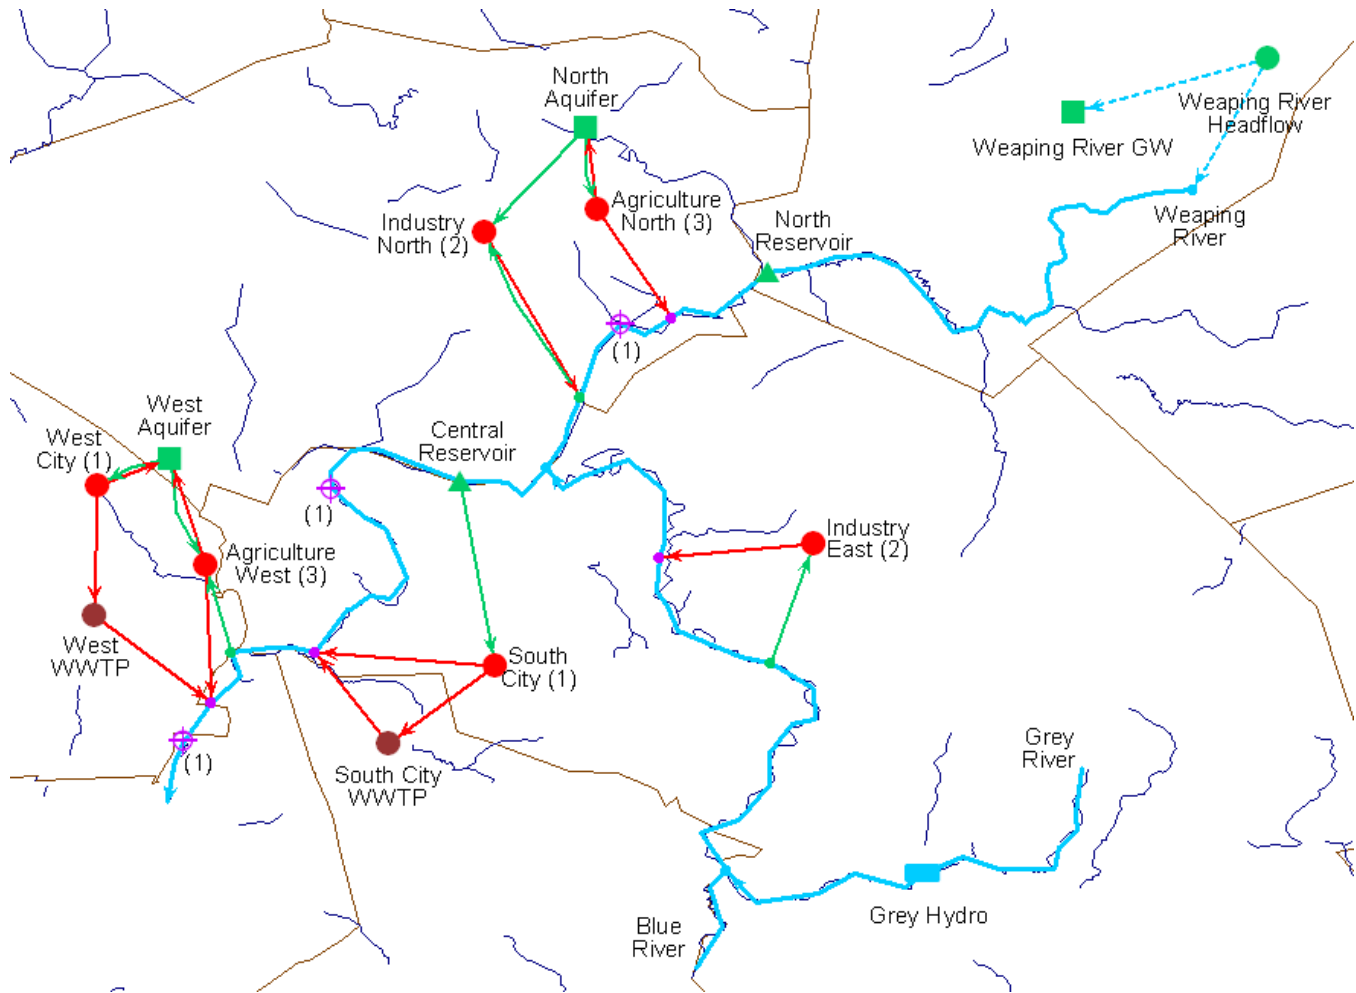 North
Aquifer
Weaping River
Headflow
Weaping River GW
Agriculture
North (3)
Industry
North (2)
North
Reservoir
Weaping
River
(1)
West
Aquifer
West
City (1)
Central
Reservoir
(1)
Industry
East (2)
Agriculture
West (3)
West
WWTP
South
City (1)
(1)
South City
WWTP
Grey
River
Grey Hydro
Blue
River